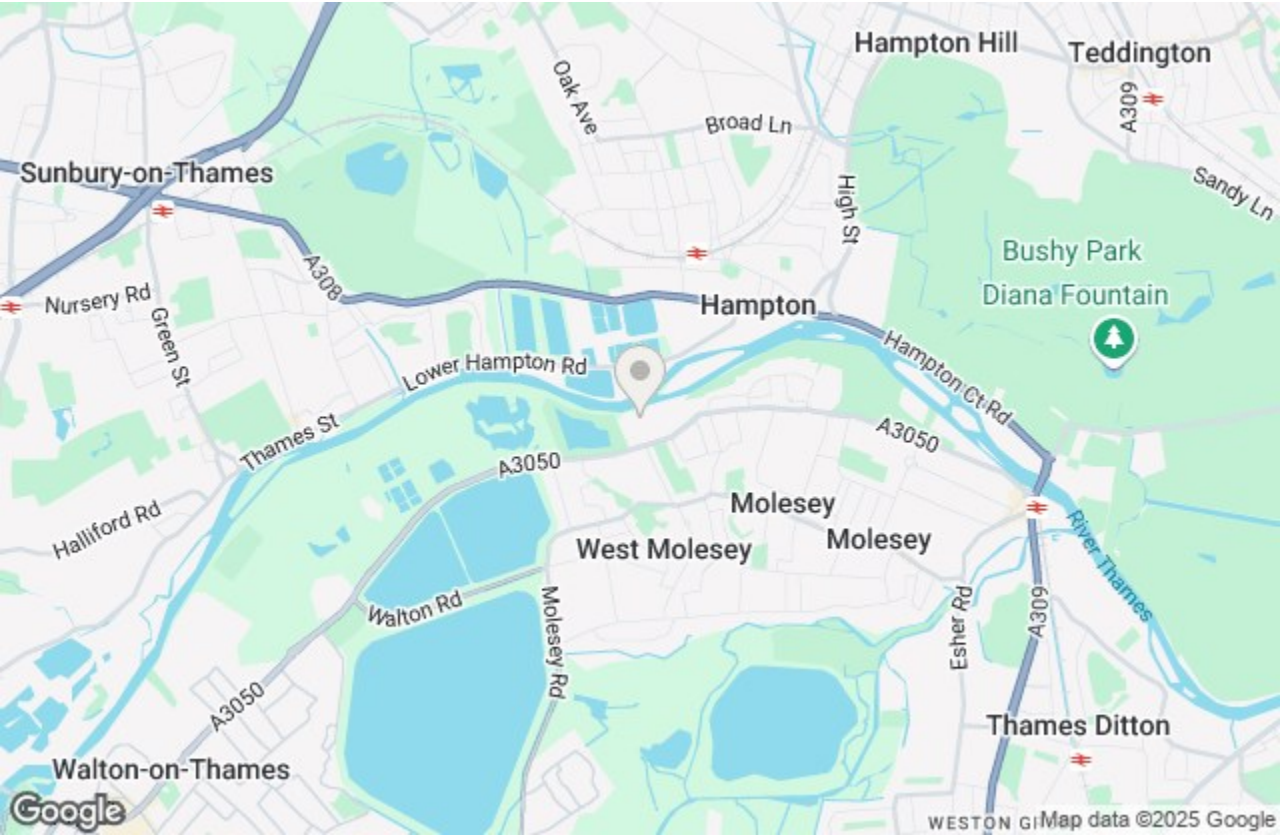 Hampton Hill
Teddington
Oak Ave
A309
Broad Ln
Sunbury-on-Thames
High St
Sandy Ln
Bushy Park
Diana Fountain
A308
Nursery Rd
Hampton
Green St
Hampton Ct Rd
Lower Hampton Rd
Thames St
A3050
A3050
Halliford Rd
Molesey
Molesey
West Molesey
River Thames
Walton Rd
Molesey Rd
Esher Rd
A309
A3050
Thames Ditton
Walton-on-Thames
Google
WESTON
Map data ©2025 Google